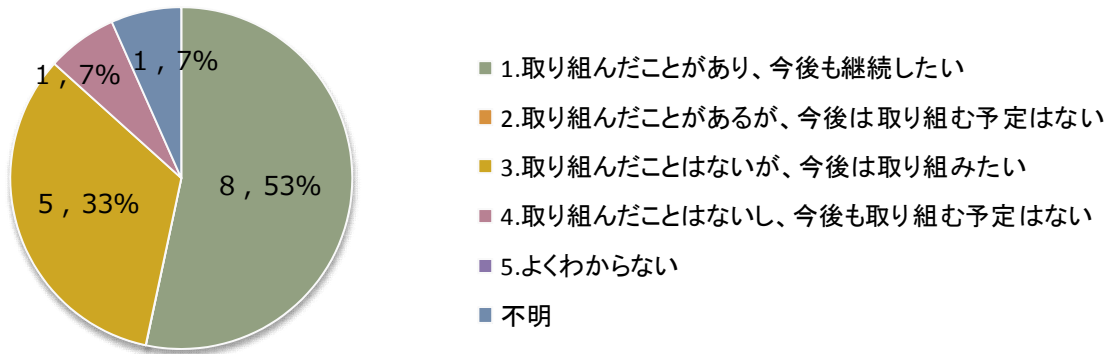 1 , 7%
1 , 7%
5 , 33%
8 , 53%
1.取り組んだことがあり、今後も継続したい
2.取り組んだことがあるが、今後は取り組む予定はない
3.取り組んだことはないが、今後は取り組みたい
4.取り組んだことはないし、今後も取り組む予定はない
5.よくわからない
不明